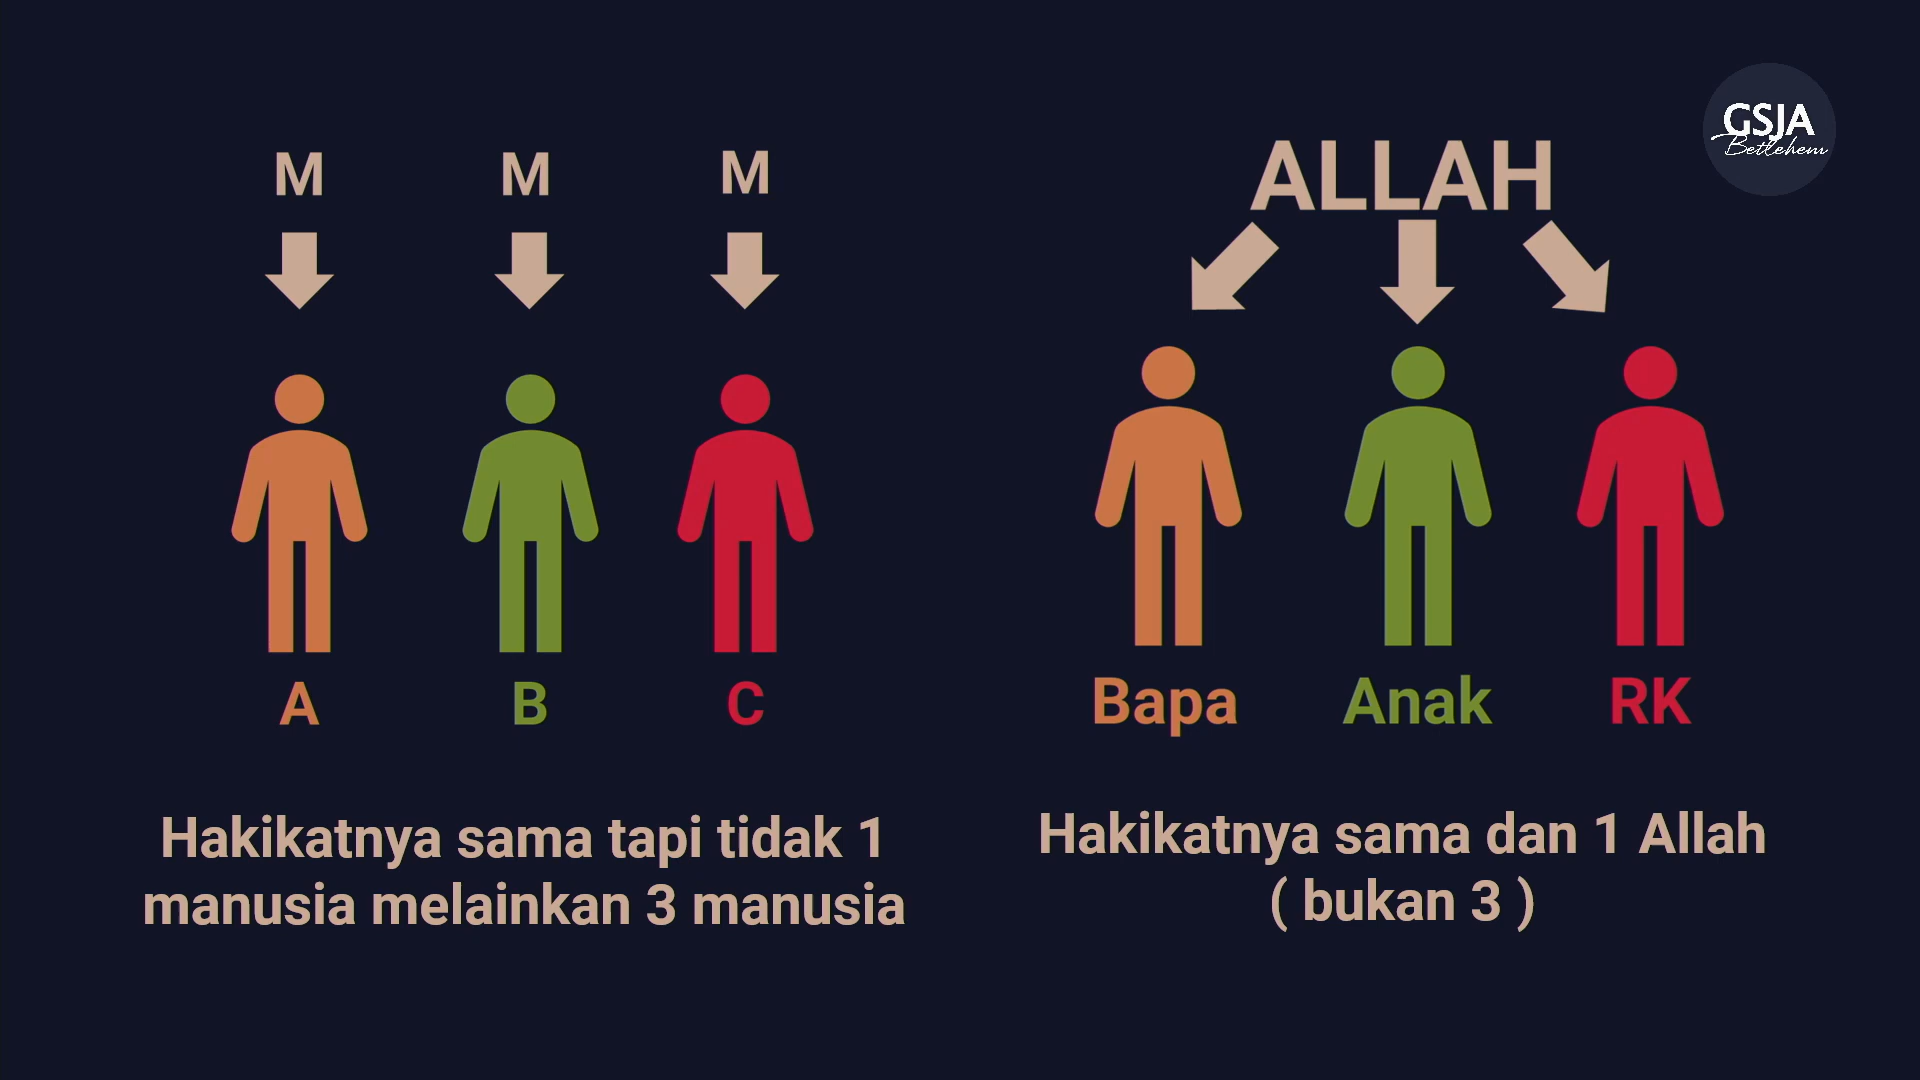 M M M
A B C
Hakikatnya sama tapi tidak 1
manusia melainkan 3 manusia
ALLAH
Bapa Anak RK
Hakikatnya sama dan 1 Allah
( bukan 3 )
GSJA
Betlehem